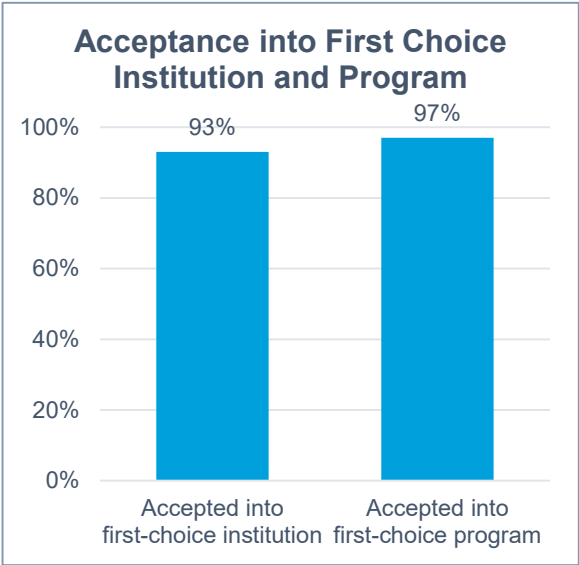 Acceptance into First Choice
Institution and Program
100%
80%
60%
40%
20%
0%
93%
97%
Accepted into
first-choice institution
Accepted into
first-choice program